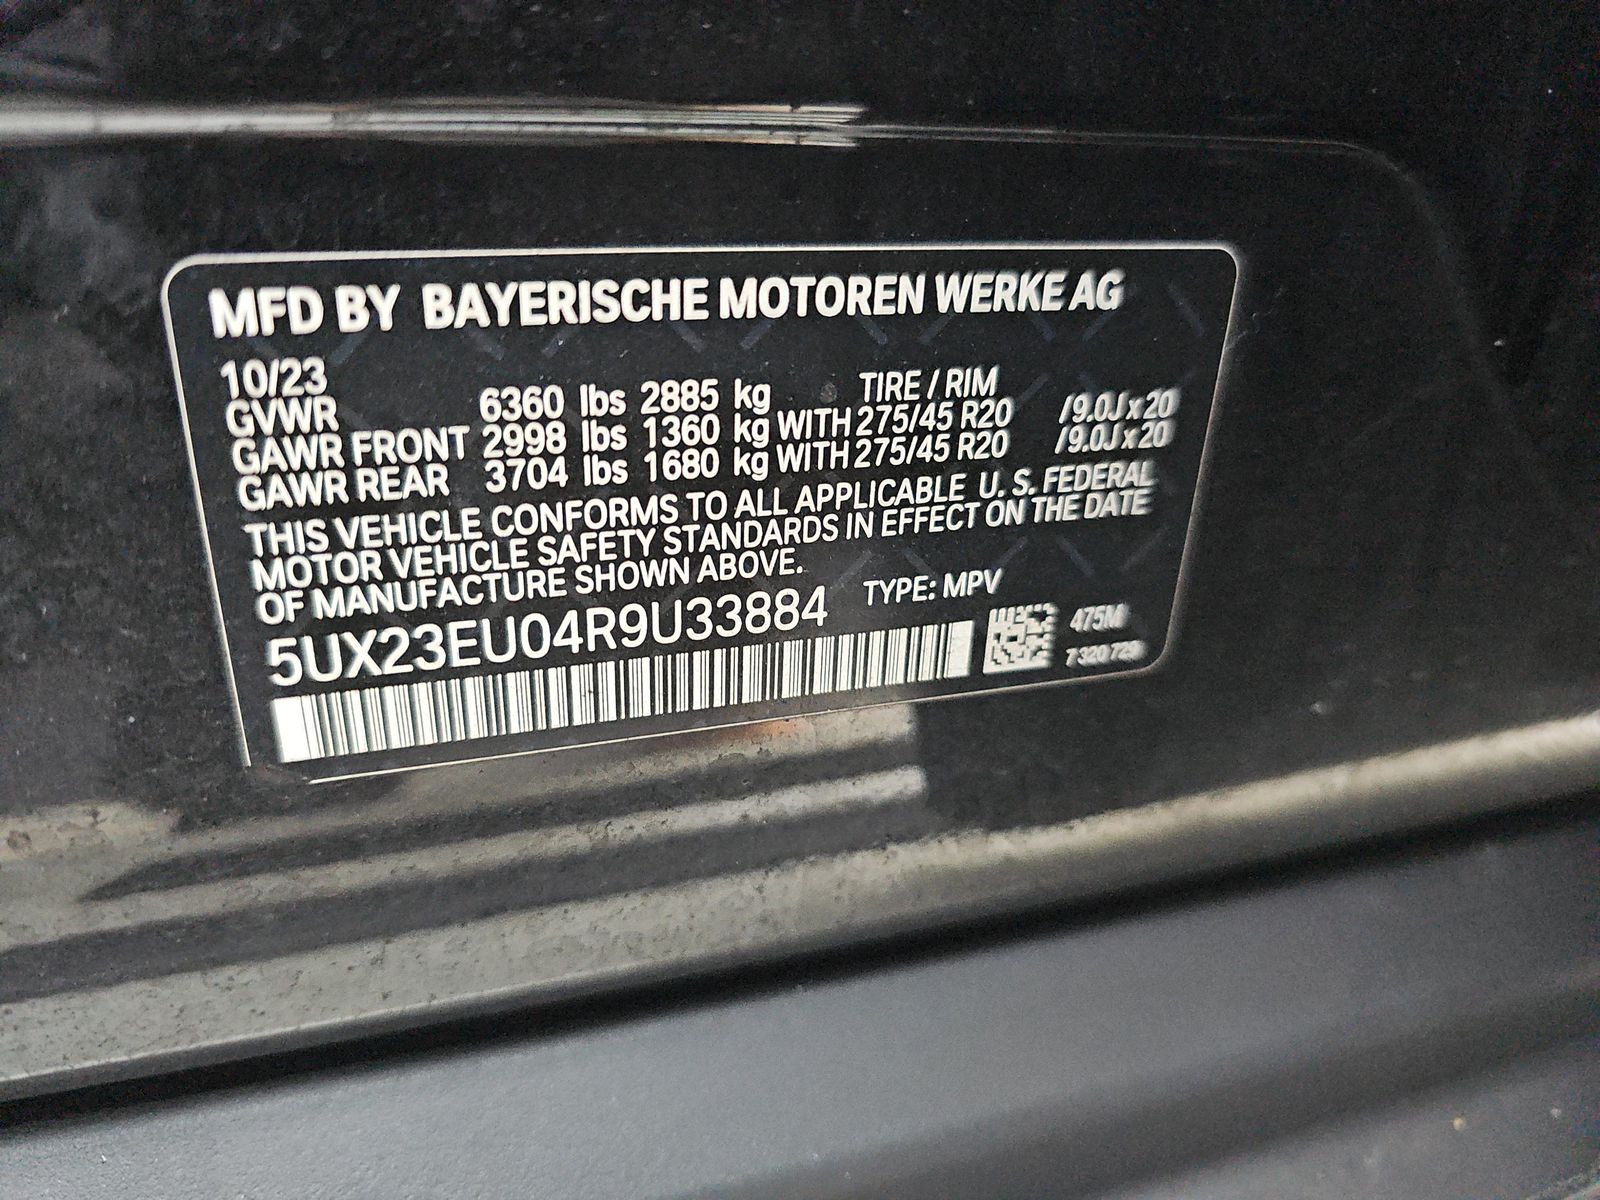 MFD BY BAYERISCHE MOTOREN WERKE AG
10/23 TIRE / RIM
GVWR 6360 lbs 2885 kg
GAWR FRONT 2998 lbs 1360 kg WITH 275/45 R20 /9.0J x 20
GAWR REAR 3704 lbs 1680 kg WITH 275/45 R20 /9.0J x 20
THIS VEHICLE CONFORMS TO ALL APPLICABLE U. S. FEDERAL
MOTOR VEHICLE SAFETY STANDARDS IN EFFECT ON THE DATE
OF MANUFACTURE SHOWN ABOVE.
5UX23EU04R9U33884 TYPE: MPV
475M
7 320 729